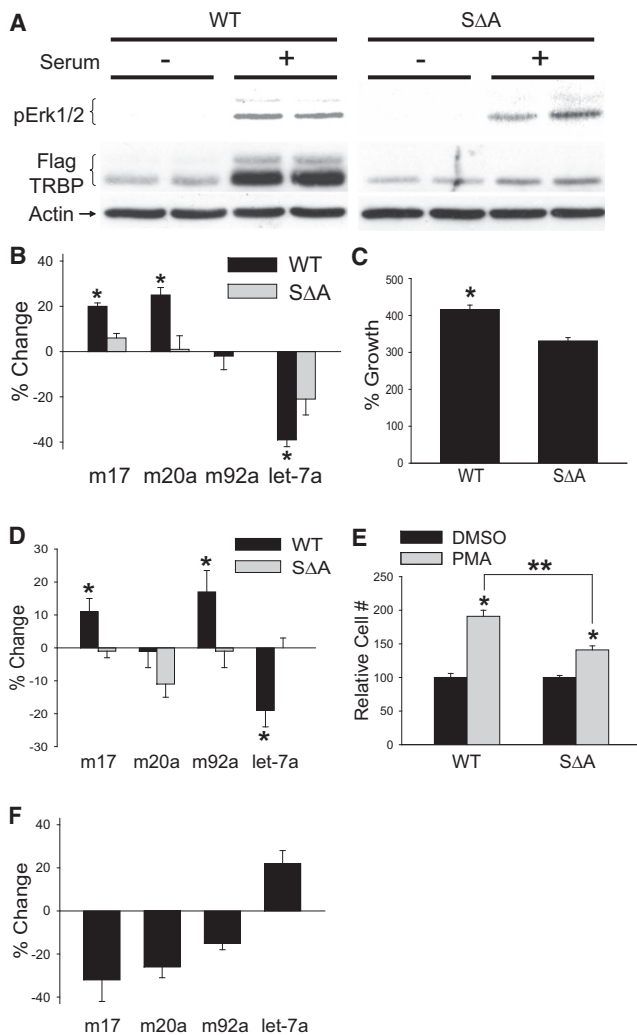 A
WT SΔA
Serum - + - +
pErk1/2
Flag
TRBP
Actin →
B
WT
SΔA
% Change
40
20
0
-20
-40
* * *
m17 m20a m92a let-7a
C
% Growth
500
400
300
200
100
0
*
WT SΔA
D
WT
SΔA
% Change
30
20
10
0
-10
-20
-30
* * *
m17 m20a m92a let-7a
E
DMSO
PMA
Relative Cell #
250
200
150
100
50
0
**
* *
WT SΔA
F
% Change
40
20
0
-20
-40
m17 m20a m92a let-7a